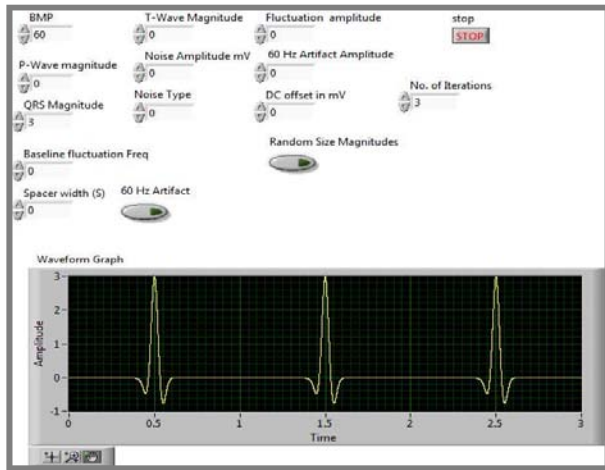 BMP
60
T-Wave Magnitude
0
Fluctuation amplitude
0
stop
STOP
P-Wave magnitude
0
Noise Amplitude mV
0
60 Hz Artifact Amplitude
0
No. of Iterations
3
QRS Magnitude
3
Noise Type
0
DC offset in mV
0
Random Size Magnitudes
Baseline fluctuation Freq
0
Spacer width (S)
0
60 Hz Artifact
Waveform Graph
Amplitude
3
2
1
0
-1
0 0.5 1 1.5 2 2.5 3
Time